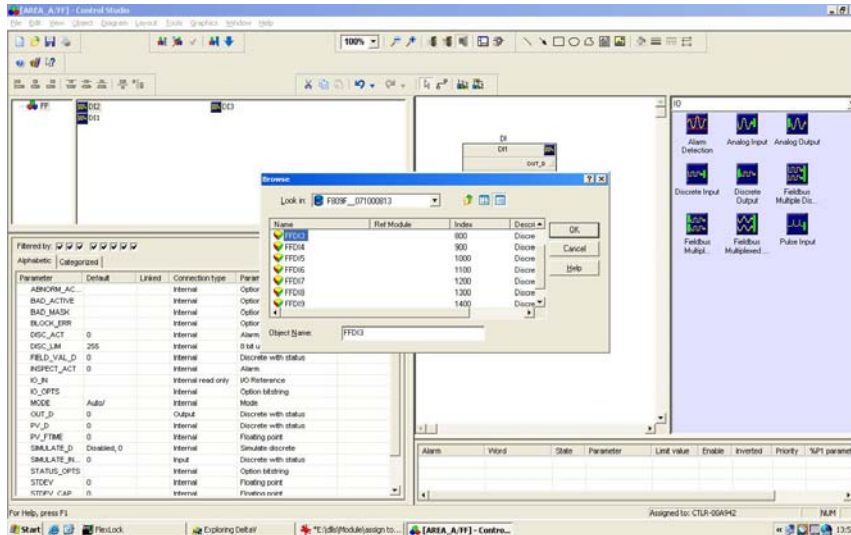 [AREA_A/FF] - Control Studio
File Edit View Object Diagram Layout Tools Graphics Window Help
100%
FF
DI2
DI1
DI3
DI
DI1
OUT_D
IO
Alarm Detection
Analog Input
Analog Output
Discrete Input
Discrete Output
Fieldbus Multiple Dis...
Fieldbus Multipl...
Fieldbus Multiplexed ...
Pulse Input
Browse
Look in: F809F__071000813
Name Ref Module Index Descri
FFDI3 800 Discre
FFDI4 900 Discre
FFDI5 1000 Discre
FFDI6 1100 Discre
FFDI7 1200 Discre
FFDI8 1300 Discre
FFDI9 1400 Discre
OK
Cancel
Help
Object Name: FFDI3
Filtered by:
Alphabetic Categorized
Parameter Default Linked Connection type Param
ABNORM_AC... Internal Option
BAD_ACTIVE Internal Option
BAD_MASK Internal Option
BLOCK_ERR Internal Option
DISC_ACT 0 Internal Alarm
DISC_LIM 255 Internal 8 bit u
FIELD_VAL_D 0 Internal Discrete with status
INSPECT_ACT 0 Internal Alarm
IO_IN Internal read only I/O Reference
IO_OPTS Internal Option bitstring
MODE Auto/ Internal Mode
OUT_D 0 Output Discrete with status
PV_D 0 Internal Discrete with status
PV_FTIME 0 Internal Floating point
SIMULATE_D Disabled, 0 Internal Simulate discrete
SIMULATE_IN... 0 Input Discrete with status
STATUS_OPTS Internal Option bitstring
STDEV 0 Internal Floating point
STDEV_CAP 0 Internal Floating point
Alarm Word State Parameter Limit value Enable Inverted Priority %P1 paramet
For Help, press F1
Assigned to: CTLR-00A942
NUM
Start
FlexLock
Exploring DeltaV
[AREA_A/FF] - Contro...
13:5